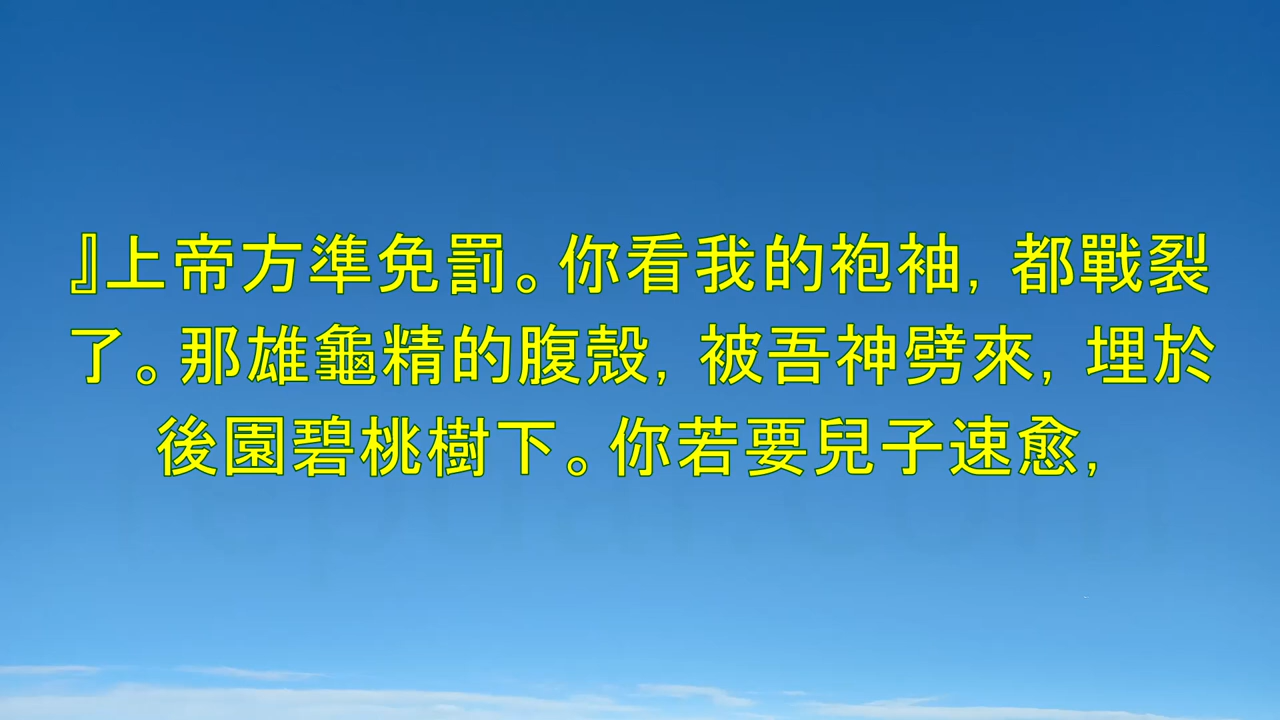 』上帝方準免罰。你看我的袍袖，都戰裂
了。那雄龜精的腹殼，被吾神劈來，埋於
後園碧桃樹下。你若要兒子速愈，